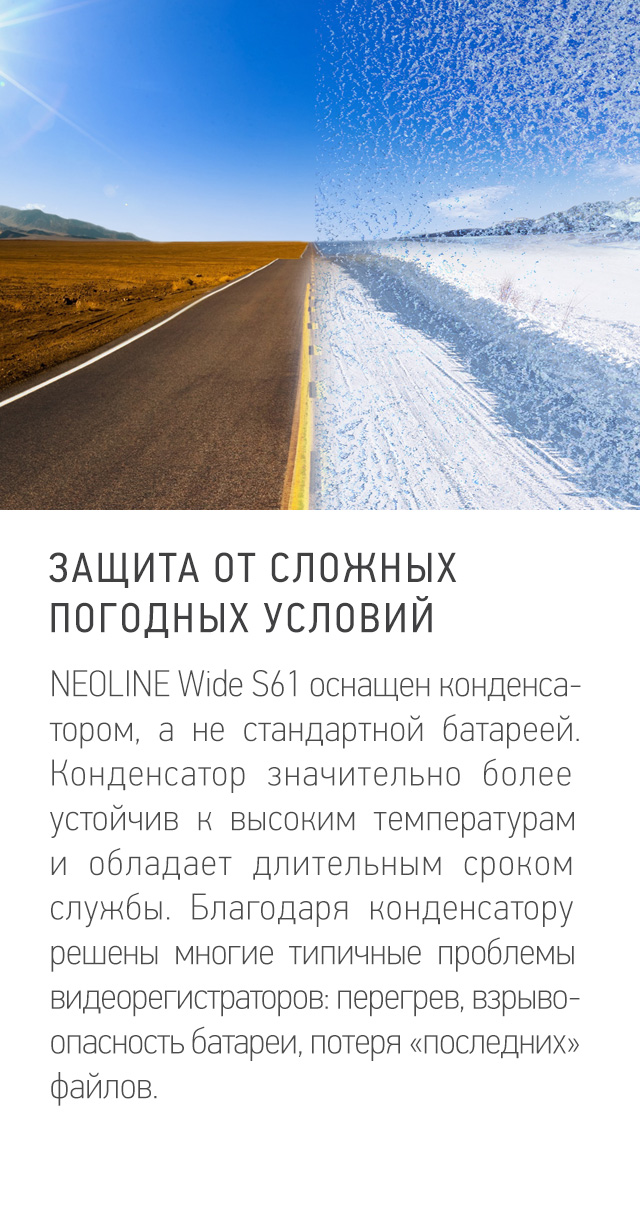 ЗАЩИТА ОТ СЛОЖНЫХ
ПОГОДНЫХ УСЛОВИЙ
NEOLINE Wide S61 оснащен конденса-
тором, а не стандартной батареей.
Конденсатор значительно более
устойчив к высоким температурам
и обладает длительным сроком
службы. Благодаря конденсатору
решены многие типичные проблемы
видеорегистраторов: перегрев, взрыво-
опасность батареи, потеря «последних»
файлов.